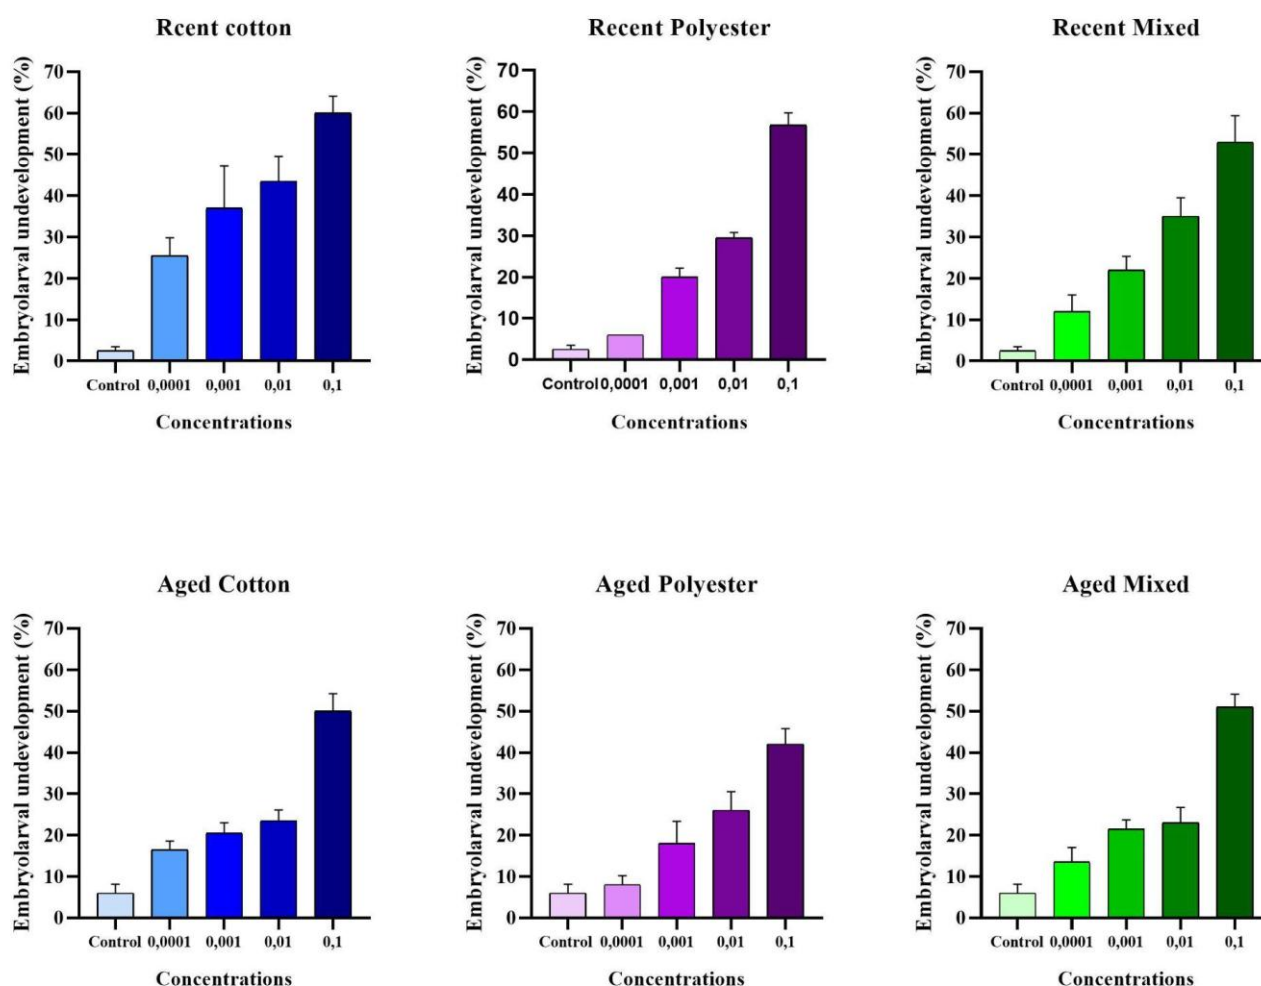 Rcent cotton
Embryolarval undevelopment (%)
70
60
50
40
30
20
10
0
Control 0,0001 0,001 0,01 0,1
Concentrations
Recent Polyester
Embryolarval undevelopment (%)
70
60
50
40
30
20
10
0
Control 0,0001 0,001 0,01 0,1
Concentrations
Recent Mixed
Embryolarval undevelopment (%)
70
60
50
40
30
20
10
0
Control 0,0001 0,001 0,01 0,1
Concentrations
Aged Cotton
Embryolarval undevelopment (%)
70
60
50
40
30
20
10
0
Control 0,0001 0,001 0,01 0,1
Concentrations
Aged Polyester
Embryolarval undevelopment (%)
70
60
50
40
30
20
10
0
Control 0,0001 0,001 0,01 0,1
Concentrations
Aged Mixed
Embryolarval undevelopment (%)
70
60
50
40
30
20
10
0
Control 0,0001 0,001 0,01 0,1
Concentrations